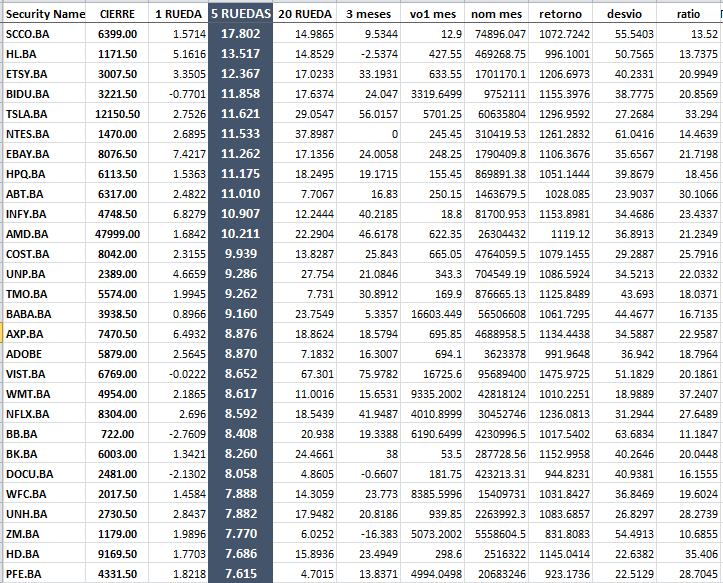 Security Name CIERRE 1 RUEDA 5 RUEDAS 20 RUEDA 3 meses vo1 mes nom mes retorno desvio ratio
SCCO.BA 6399.00 1.5714 17.802 14.9865 9.5344 12.9 74896.047 1072.7242 55.5403 13.52
HL.BA 1171.50 5.1616 13.517 14.8529 -2.5374 427.55 469268.75 996.1001 50.7565 13.7375
ETSY.BA 3007.50 3.3505 12.367 17.0233 33.1931 633.55 1701170.1 1206.6973 40.2331 20.9949
BIDU.BA 3221.50 -0.7701 11.858 17.6374 24.047 3319.6499 9752111 1155.3976 38.7775 20.8569
TSLA.BA 12150.50 2.7526 11.621 29.0547 56.0157 5701.25 60635804 1296.9592 27.2684 33.294
NTES.BA 1470.00 2.6895 11.533 37.8987 0 245.45 310419.53 1261.2832 61.0416 14.4639
EBAY.BA 8076.50 7.4217 11.262 17.1356 24.0058 248.25 1790409.8 1106.3676 35.6567 21.7198
HPQ.BA 6113.50 1.5363 11.175 18.2495 19.1715 155.45 869891.38 1051.1444 39.8679 18.456
ABT.BA 6317.00 2.4822 11.010 7.7067 16.83 250.15 1463679.5 1028.085 23.9037 30.1066
INFY.BA 4748.50 6.8279 10.907 12.2444 40.2185 18.8 81700.953 1153.8981 34.4686 23.4337
AMD.BA 47999.00 1.6842 10.211 22.2904 46.6178 622.35 26304432 1119.12 36.8913 21.2349
COST.BA 8042.00 2.3155 9.939 13.8287 25.843 665.05 4764059.5 1079.1455 29.2887 25.7916
UNP.BA 2389.00 4.6659 9.286 27.754 21.0846 343.3 704549.19 1086.5924 34.5213 22.0332
TMO.BA 5574.00 1.9945 9.262 7.731 30.8912 169.9 876665.13 1125.8489 43.693 18.0371
BABA.BA 3938.50 0.8966 9.160 23.7549 5.3357 16603.449 56506608 1061.7295 44.4677 16.7135
AXP.BA 7470.50 6.4932 8.876 18.8624 18.5794 695.85 4688958.5 1134.4438 34.5887 22.9587
ADOBE 5879.00 2.5645 8.870 7.1832 16.3007 694.1 3623378 991.9648 36.942 18.7964
VIST.BA 6769.00 -0.0222 8.652 67.301 75.9782 16725.6 95689400 1475.9725 51.1829 20.1861
WMT.BA 4954.00 2.1865 8.617 11.0016 15.6531 9335.2002 42818124 1010.2251 18.9889 37.2407
NFLX.BA 8304.00 2.696 8.592 18.5439 41.9487 4010.8999 30452746 1236.0813 31.2944 27.6489
BB.BA 722.00 -2.7609 8.408 20.938 19.3388 6190.6499 4230996.5 1017.5402 63.6834 11.1847
BK.BA 6003.00 1.3421 8.260 24.4661 38 53.5 287728.56 1152.9958 40.2646 20.0448
DOCU.BA 2481.00 -2.1302 8.058 4.8605 -0.6607 181.75 423213.31 944.8231 40.9381 16.1555
WFC.BA 2017.50 1.4584 7.888 14.3059 23.773 8385.5996 15409731 1031.8427 36.8469 19.6024
UNH.BA 2730.50 2.8437 7.882 17.9482 20.8186 939.85 2263992.3 1083.6857 26.8297 28.2739
ZM.BA 1179.00 1.9896 7.770 6.0252 -16.383 5073.2002 5558604.5 831.8083 54.4913 10.6855
HD.BA 9169.50 1.7703 7.686 15.8936 23.4949 298.6 2516322 1145.0414 22.6382 35.406
PFE.BA 4331.50 1.8218 7.615 4.7015 13.8371 4994.0498 20683246 923.1736 22.5129 28.7045